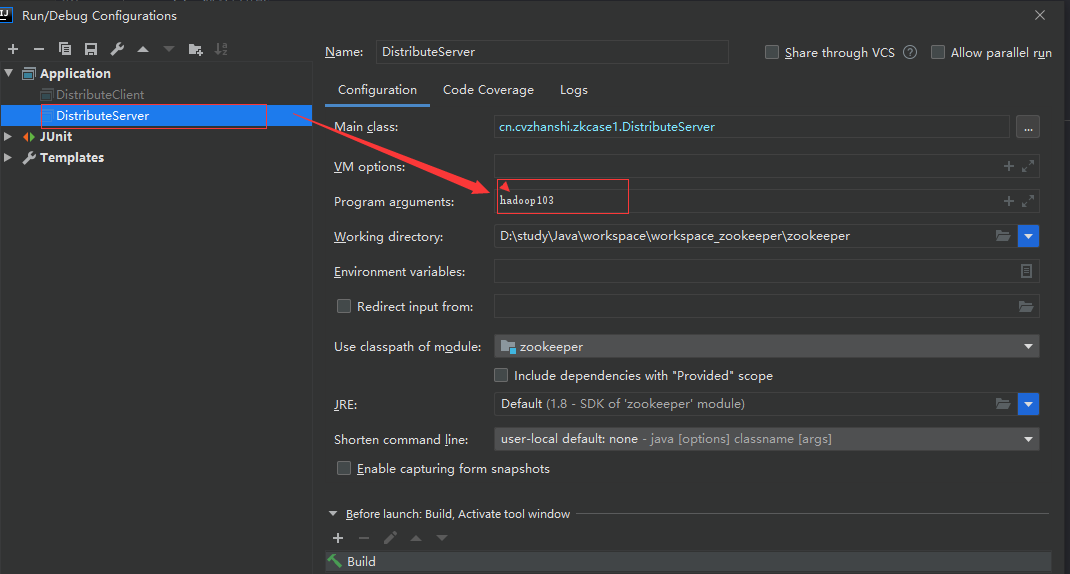 IJ Run/Debug Configurations
Application
DistributeClient
DistributeServer
JUnit
Templates
Name: DistributeServer
Share through VCS ?
Allow parallel run
Configuration Code Coverage Logs
Main class: cn.cvzhanshi.zkcase1.DistributeServer ...
VM options:
Program arguments: hadoop103
Working directory: D:\study\Java\workspace\workspace_zookeeper\zookeeper
Environment variables:
Redirect input from:
Use classpath of module: zookeeper
Include dependencies with "Provided" scope
JRE: Default (1.8 - SDK of 'zookeeper' module)
Shorten command line: user-local default: none - java [options] classname [args]
Enable capturing form snapshots
Before launch: Build, Activate tool window
Build